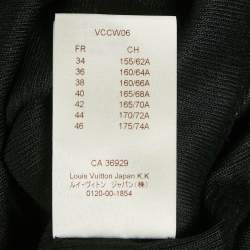 VCCW06
FR CH
34 155/62A
36 160/64A
38 160/66A
40 165/68A
42 165/70A
44 170/72A
46 175/74A
CA 36929
Louis Vuitton Japan K.K.
ルイ・ヴィトン ジャパン(株)
0120-00-1854